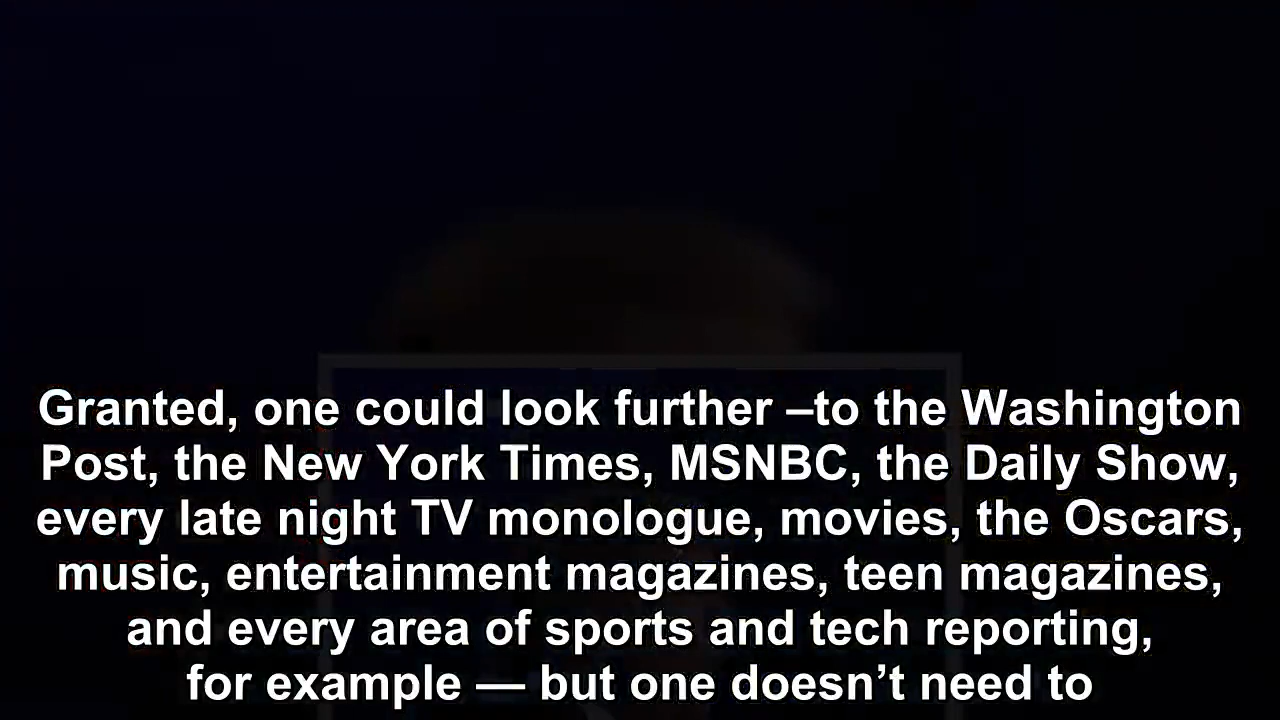 Granted, one could look further –to the Washington
Post, the New York Times, MSNBC, the Daily Show,
every late night TV monologue, movies, the Oscars,
music, entertainment magazines, teen magazines,
and every area of sports and tech reporting,
for example — but one doesn’t need to